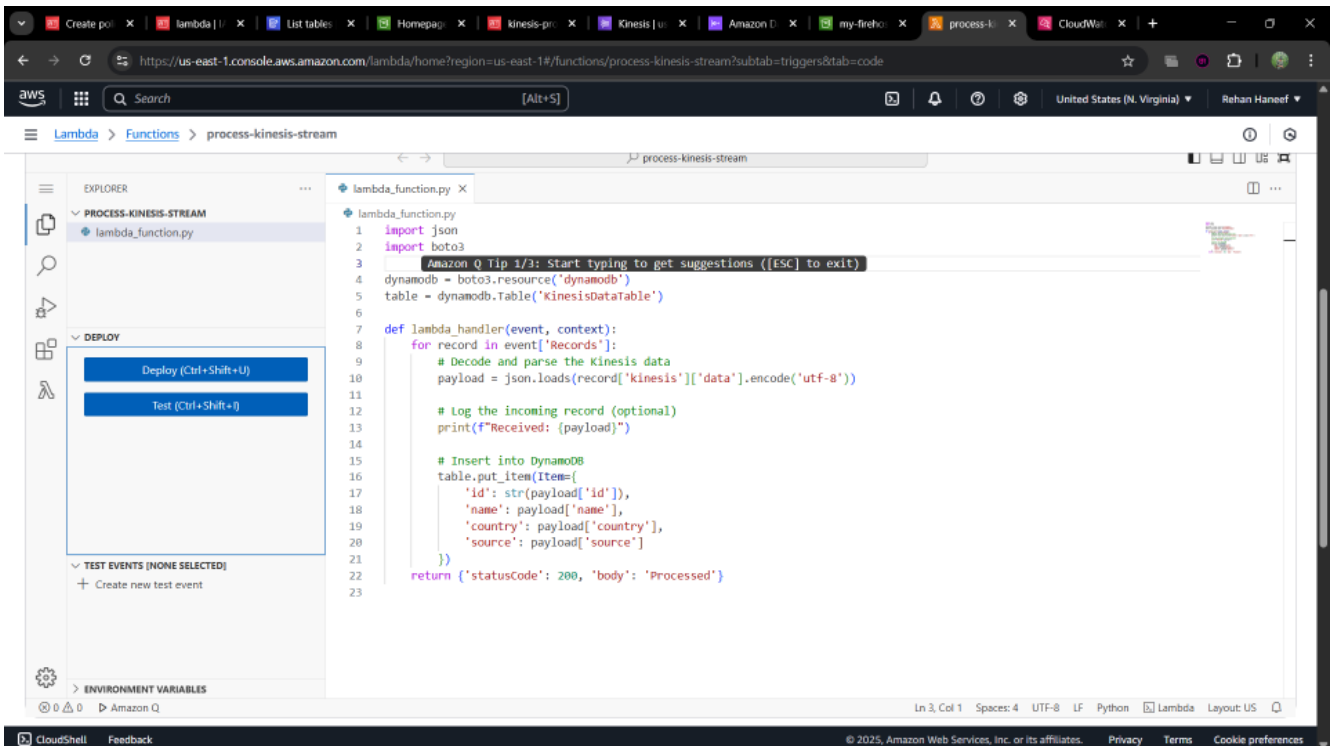 Create pol
lambda | I/
List tables
Homepage
kinesis-pro
Kinesis | us
Amazon D
my-fireho
process-ki
CloudWat
https://us-east-1.console.aws.amazon.com/lambda/home?region=us-east-1#/functions/process-kinesis-stream?subtab=triggers&tab=code
aws
Search
[Alt+S]
United States (N. Virginia)
Rehan Haneef
Lambda > Functions > process-kinesis-stream
process-kinesis-stream
EXPLORER
PROCESS-KINESIS-STREAM
lambda_function.py
DEPLOY
Deploy (Ctrl+Shift+U)
Test (Ctrl+Shift+I)
TEST EVENTS [NONE SELECTED]
Create new test event
ENVIRONMENT VARIABLES
lambda_function.py
lambda_function.py
1 import json
2 import boto3
3 Amazon Q Tip 1/3: Start typing to get suggestions ([ESC] to exit)
4 dynamodb = boto3.resource('dynamodb')
5 table = dynamodb.Table('KinesisDataTable')
6
7 def lambda_handler(event, context):
8 for record in event['Records']:
9 # Decode and parse the Kinesis data
10 payload = json.loads(record['kinesis']['data'].encode('utf-8'))
11
12 # Log the incoming record (optional)
13 print(f"Received: {payload}")
14
15 # Insert into DynamoDB
16 table.put_item(Item={
17 'id': str(payload['id']),
18 'name': payload['name'],
19 'country': payload['country'],
20 'source': payload['source']
21 })
22 return {'statusCode': 200, 'body': 'Processed'}
23
0 0 Amazon Q
Ln 3, Col 1 Spaces: 4 UTF-8 LF Python Lambda Layout: US
CloudShell Feedback
© 2025, Amazon Web Services, Inc. or its affiliates. Privacy Terms Cookie preferences